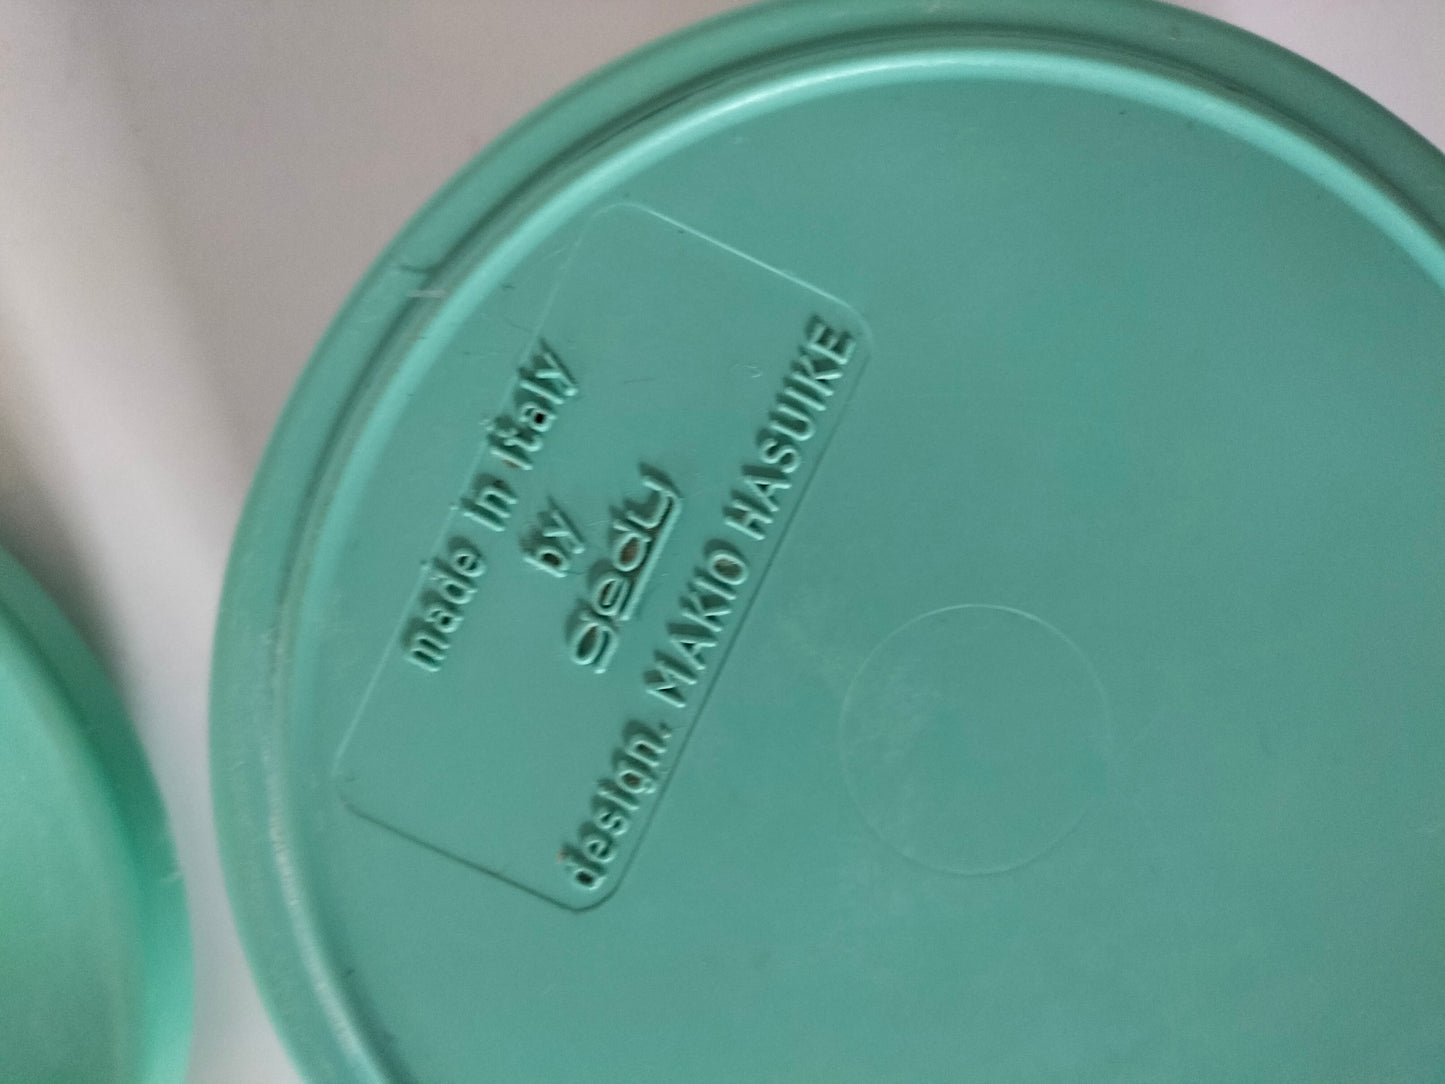 made in italy
by
gedy
design. MAKIO HASUIKE